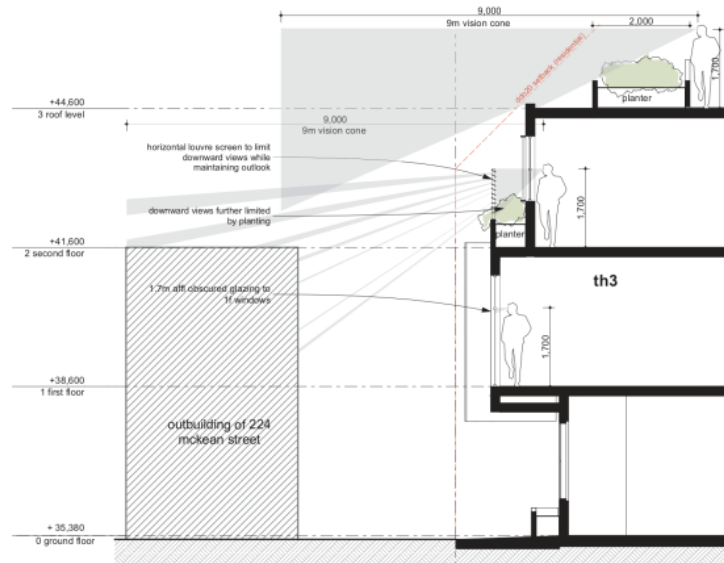 9,000
9m vision cone
2,000
1,700
ddo20 setback (residential)
planter
+44,600
3 roof level
9,000
9m vision cone
horizontal louvre screen to limit
downward views while
maintaining outlook
1,700
downward views further limited
by planting
planter
+41,600
2 second floor
th3
1.7m affl obscured glazing to
1f windows
1,700
+38,600
1 first floor
outbuilding of 224
mckean street
+ 35,380
0 ground floor